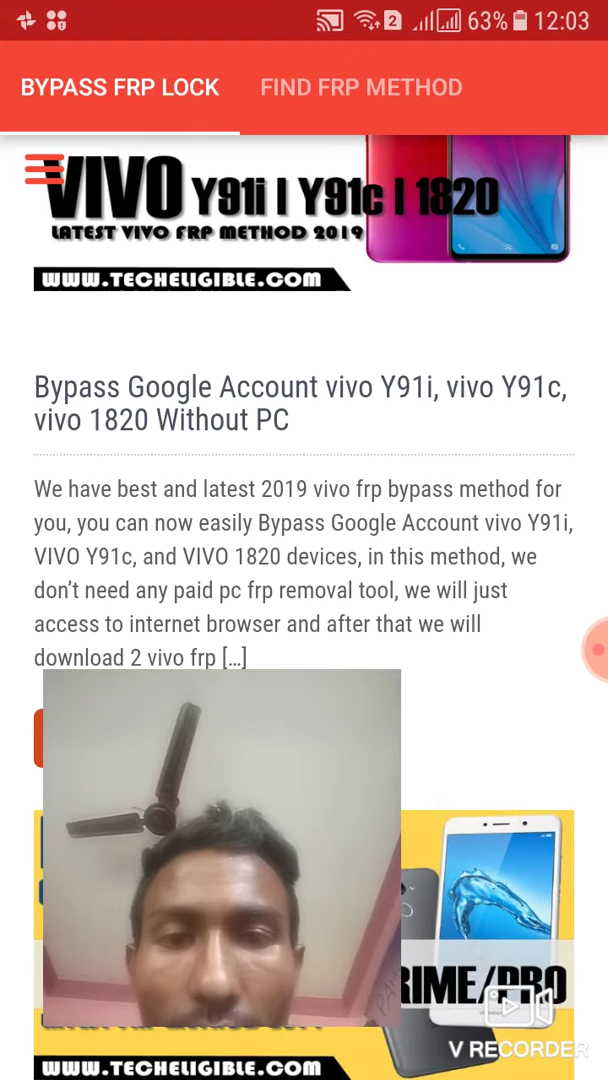 2
63%
12:03
BYPASS FRP LOCK
FIND FRP METHOD
VIVO Y91i | Y91c | 1820
LATEST VIVO FRP METHOD 2019
WWW.TECHELIGIBLE.COM
Bypass Google Account vivo Y91i, vivo Y91c,
vivo 1820 Without PC
We have best and latest 2019 vivo frp bypass method for
you, you can now easily Bypass Google Account vivo Y91i,
VIVO Y91c, and VIVO 1820 devices, in this method, we
don’t need any paid pc frp removal tool, we will just
access to internet browser and after that we will
download 2 vivo frp [...]
RIME/PRO
V RECORDER
WWW.TECHELIGIBLE.COM